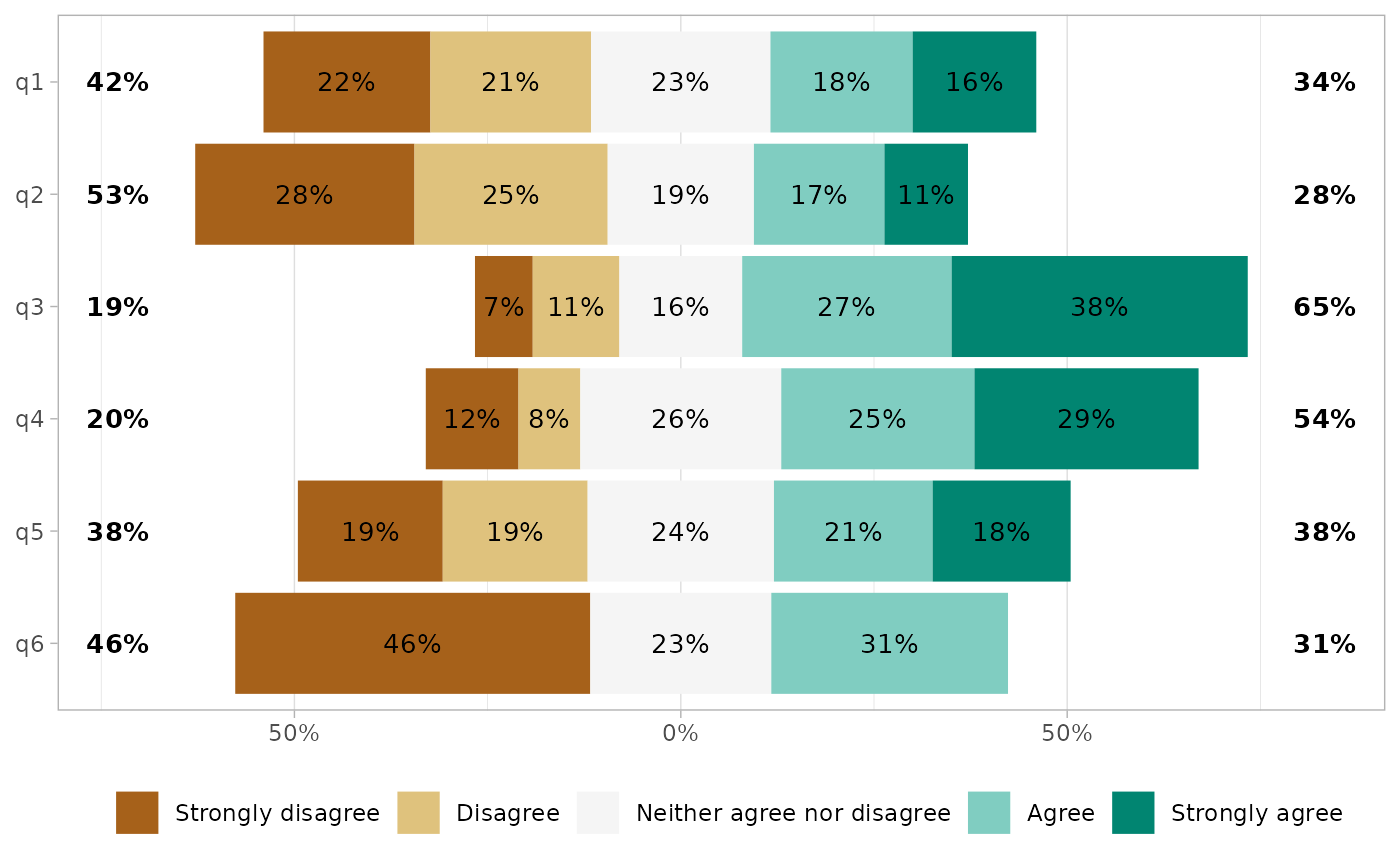 q1 42% 22% 21% 23% 18% 16% 34%
q2 53% 28% 25% 19% 17% 11% 28%
q3 19% 7% 11% 16% 27% 38% 65%
q4 20% 12% 8% 26% 25% 29% 54%
q5 38% 19% 19% 24% 21% 18% 38%
q6 46% 46% 23% 31% 31%
50% 0% 50%
Strongly disagree Disagree Neither agree nor disagree Agree Strongly agree